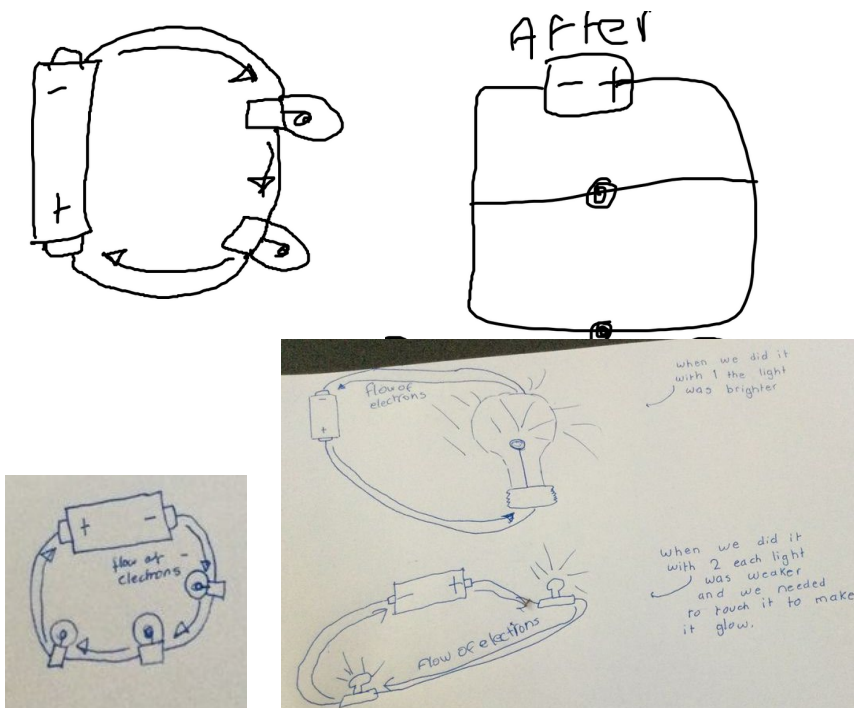 - 
+
After
- +
flow of
electrons
-
+
when we did it
with 1 the light
was brighter
+ -
flow of -
electrons
- +
flow of electrons
when we did it
with 2 each light
was weaker
and we needed
to touch it to make
it glow.